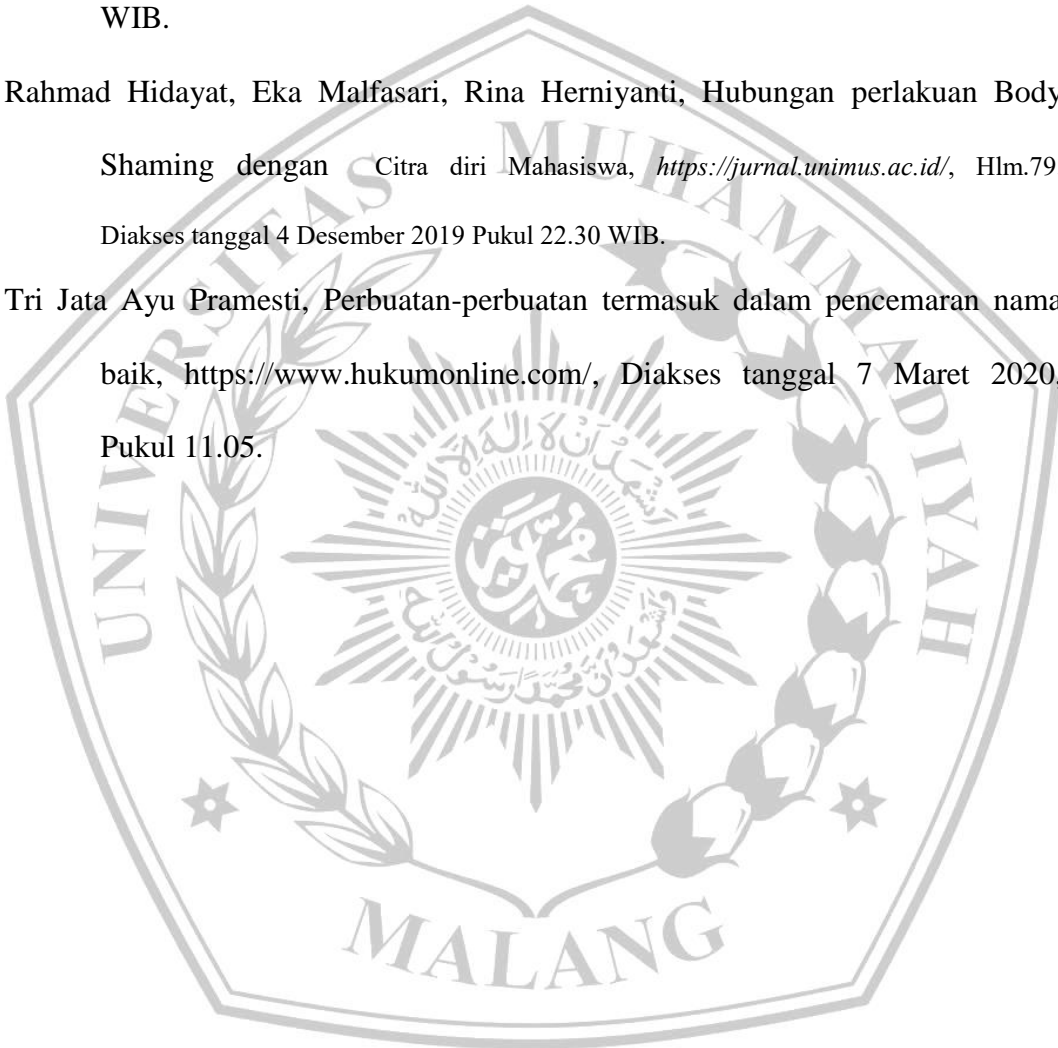 WIB.
Rahmad Hidayat, Eka Malfasari, Rina Herniyanti, Hubungan perlakuan Body
Shaming dengan Citra diri Mahasiswa, https://jurnal.unimus.ac.id/, Hlm.79
Diakses tanggal 4 Desember 2019 Pukul 22.30 WIB.
Tri Jata Ayu Pramesti, Perbuatan-perbuatan termasuk dalam pencemaran nama
baik, https://www.hukumonline.com/, Diakses tanggal 7 Maret 2020,
Pukul 11.05.
UNIVERSITAS MUHAMMADIYAH
MALANG